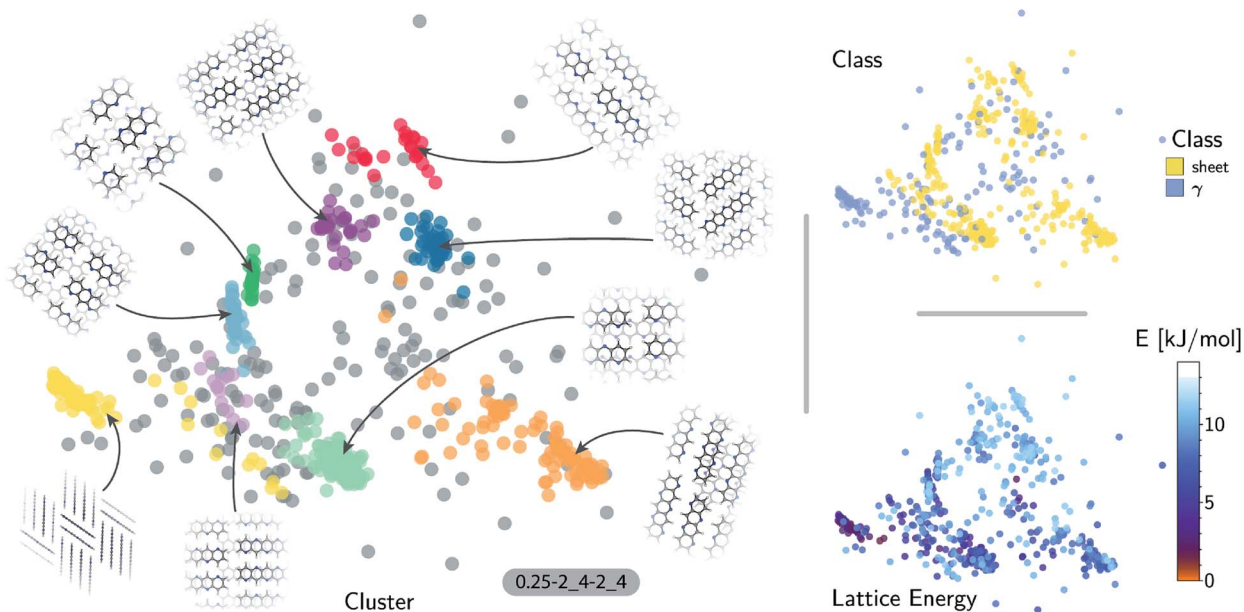 Class
Class
sheet
γ
E [kJ/mol]
10
5
0
0.25-2_4-2_4
Cluster
Lattice Energy